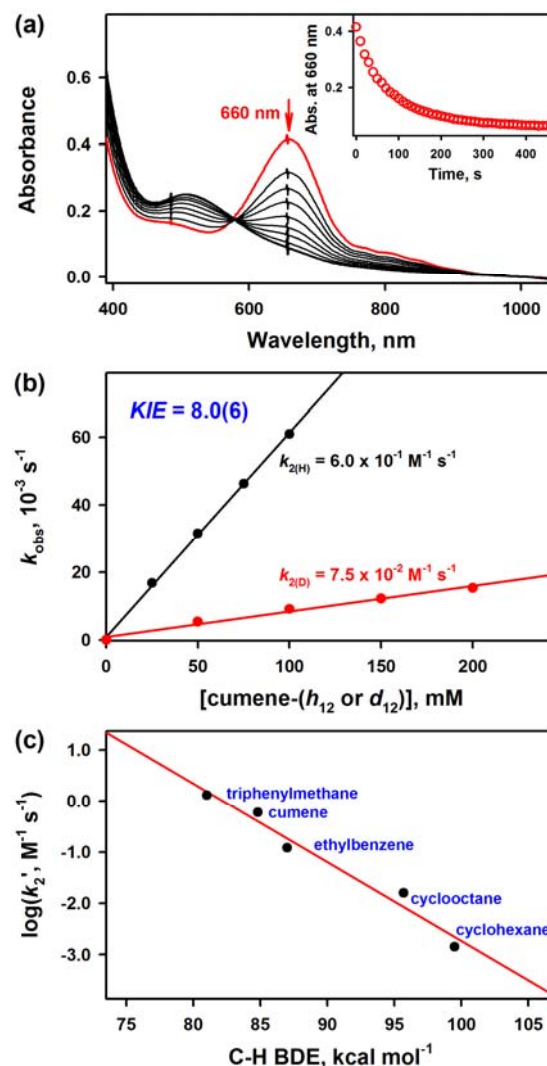 (a)
Absorbance
0.6
0.4
0.2
0.0
660 nm
Abs. at 660 nm
0.4
0.2
0 100 200 300 400
Time, s
400 600 800 1000
Wavelength, nm
(b)
KIE = 8.0(6)
k_obs, 10⁻³ s⁻¹
60
40
20
0
k₂(H) = 6.0 x 10⁻¹ M⁻¹ s⁻¹
k₂(D) = 7.5 x 10⁻² M⁻¹ s⁻¹
0 50 100 150 200
[cumene-(h₁₂ or d₁₂)], mM
(c)
log(k₂', M⁻¹ s⁻¹)
1.0
0.0
-1.0
-2.0
-3.0
triphenylmethane
cumene
ethylbenzene
cyclooctane
cyclohexane
75 80 85 90 95 100 105
C-H BDE, kcal mol⁻¹